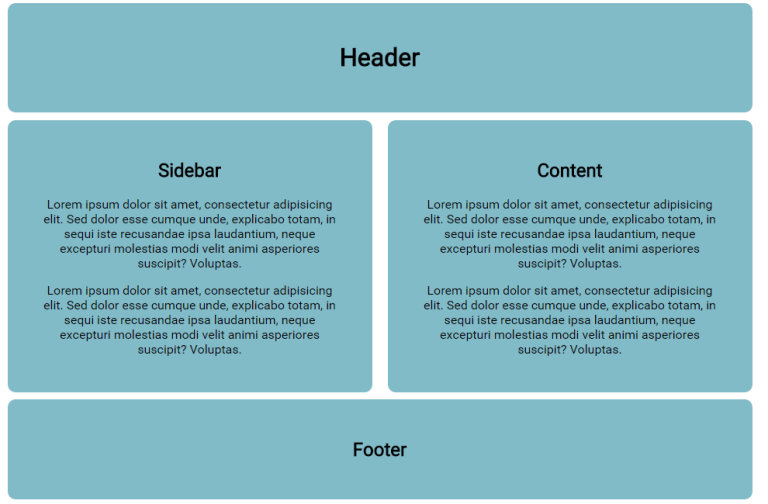 Header
Sidebar
Lorem ipsum dolor sit amet, consectetur adipisicing
elit. Sed dolor esse cumque unde, explicabo totam, in
sequi iste recusandae ipsa laudantium, neque
excepturi molestias modi velit animi asperiores
suscipit? Voluptas.
Lorem ipsum dolor sit amet, consectetur adipisicing
elit. Sed dolor esse cumque unde, explicabo totam, in
sequi iste recusandae ipsa laudantium, neque
excepturi molestias modi velit animi asperiores
suscipit? Voluptas.
Content
Lorem ipsum dolor sit amet, consectetur adipisicing
elit. Sed dolor esse cumque unde, explicabo totam, in
sequi iste recusandae ipsa laudantium, neque
excepturi molestias modi velit animi asperiores
suscipit? Voluptas.
Lorem ipsum dolor sit amet, consectetur adipisicing
elit. Sed dolor esse cumque unde, explicabo totam, in
sequi iste recusandae ipsa laudantium, neque
excepturi molestias modi velit animi asperiores
suscipit? Voluptas.
Footer